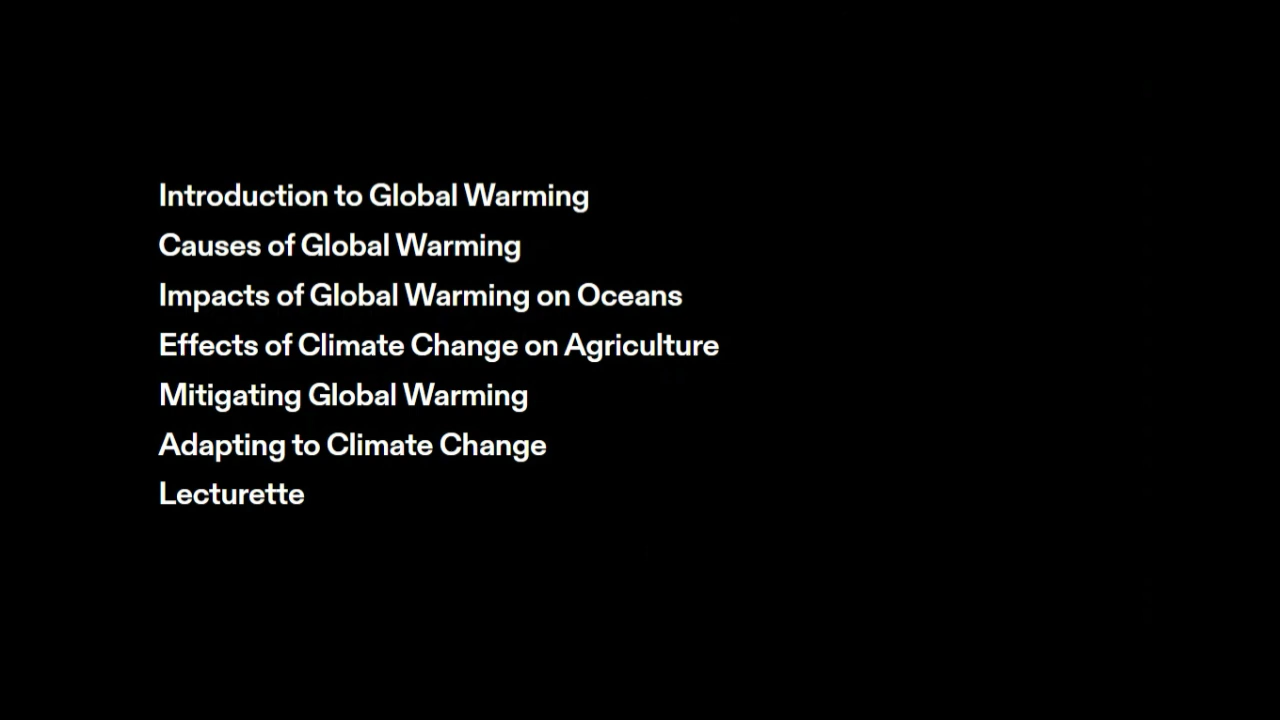 Introduction to Global Warming
Causes of Global Warming
Impacts of Global Warming on Oceans
Effects of Climate Change on Agriculture
Mitigating Global Warming
Adapting to Climate Change
Lecturette